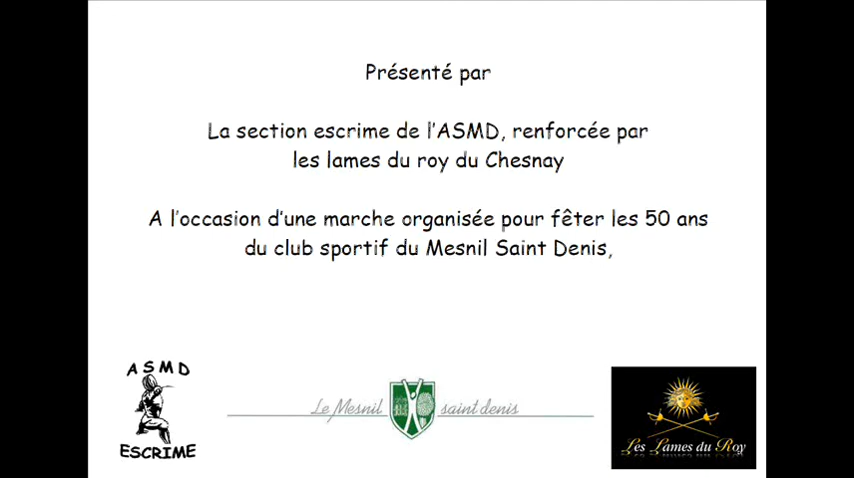 Présenté par
La section escrime de l'ASMD, renforcée par
les lames du roy du Chesnay
A l'occasion d'une marche organisée pour fêter les 50 ans
du club sportif du Mesnil Saint Denis,
ASMD
ESCRIME
Le Mesnil saint denis
Les Lames du Roy